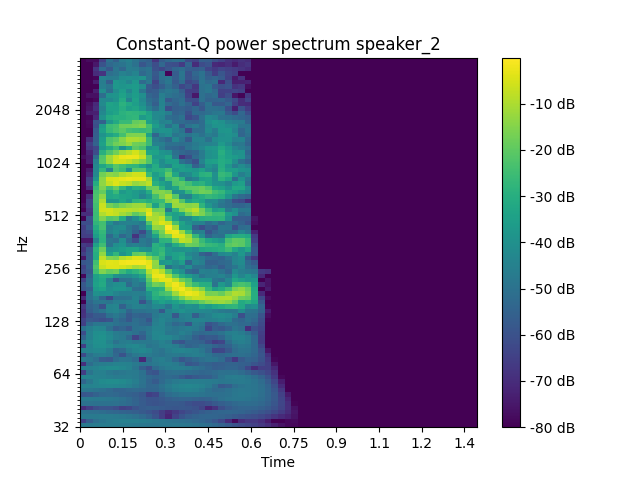 Constant-Q power spectrum speaker_2
Hz
2048
1024
512
256
128
64
32
0 0.15 0.3 0.45 0.6 0.75 0.9 1.1 1.2 1.4
Time
-10 dB
-20 dB
-30 dB
-40 dB
-50 dB
-60 dB
-70 dB
-80 dB